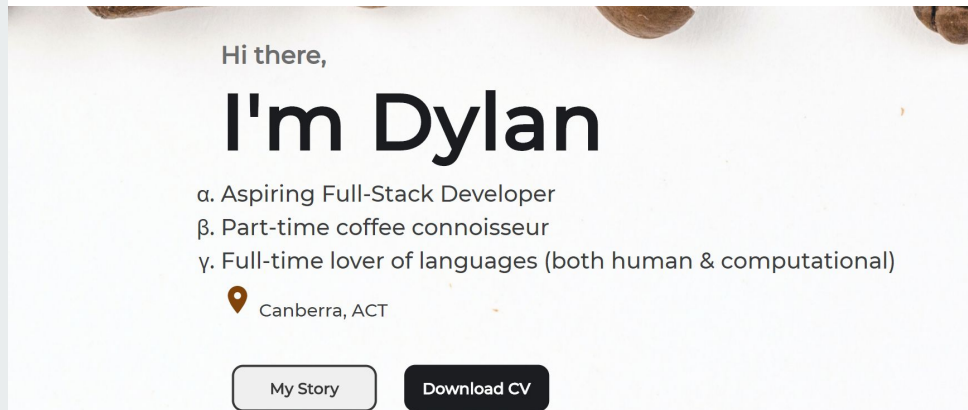 Hi there,
I'm Dylan
α. Aspiring Full-Stack Developer
β. Part-time coffee connoisseur
γ. Full-time lover of languages (both human & computational)
Canberra, ACT
My Story Download CV